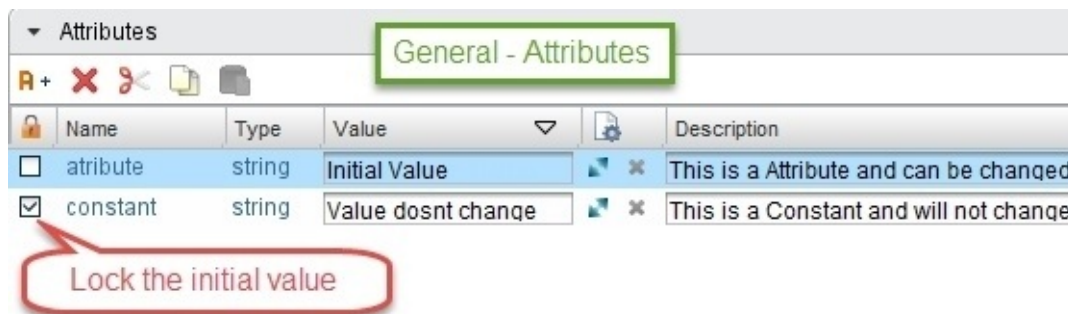 Attributes
General - Attributes
A+
Name Type Value Description
atribute string Initial Value This is a Attribute and can be changed
constant string Value dosnt change This is a Constant and will not change
Lock the initial value